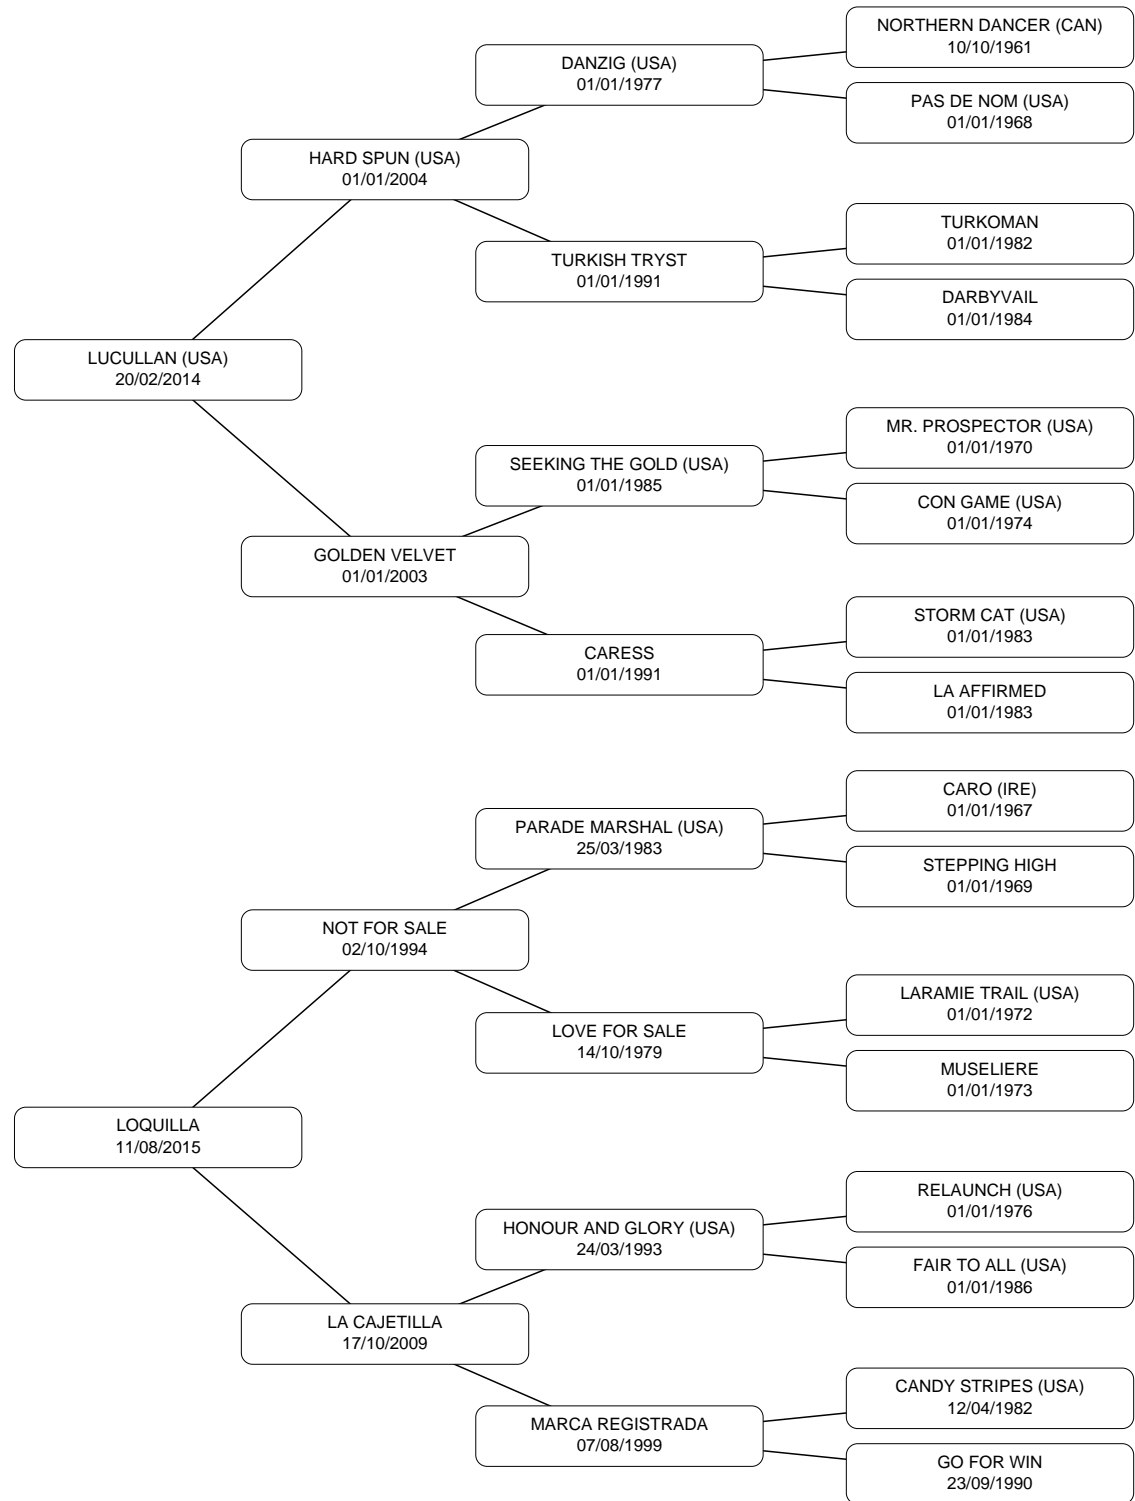 NORTHERN DANCER (CAN)
10/10/1961
DANZIG (USA)
01/01/1977
PAS DE NOM (USA)
01/01/1968
HARD SPUN (USA)
01/01/2004
TURKOMAN
01/01/1982
TURKISH TRYST
01/01/1991
DARBYVAIL
01/01/1984
LUCULLAN (USA)
20/02/2014
MR. PROSPECTOR (USA)
01/01/1970
SEEKING THE GOLD (USA)
01/01/1985
CON GAME (USA)
01/01/1974
GOLDEN VELVET
01/01/2003
STORM CAT (USA)
01/01/1983
CARESS
01/01/1991
LA AFFIRMED
01/01/1983
CARO (IRE)
01/01/1967
PARADE MARSHAL (USA)
25/03/1983
STEPPING HIGH
01/01/1969
NOT FOR SALE
02/10/1994
LARAMIE TRAIL (USA)
01/01/1972
LOVE FOR SALE
14/10/1979
MUSELIERE
01/01/1973
LOQUILLA
11/08/2015
RELAUNCH (USA)
01/01/1976
HONOUR AND GLORY (USA)
24/03/1993
FAIR TO ALL (USA)
01/01/1986
LA CAJETILLA
17/10/2009
CANDY STRIPES (USA)
12/04/1982
MARCA REGISTRADA
07/08/1999
GO FOR WIN
23/09/1990